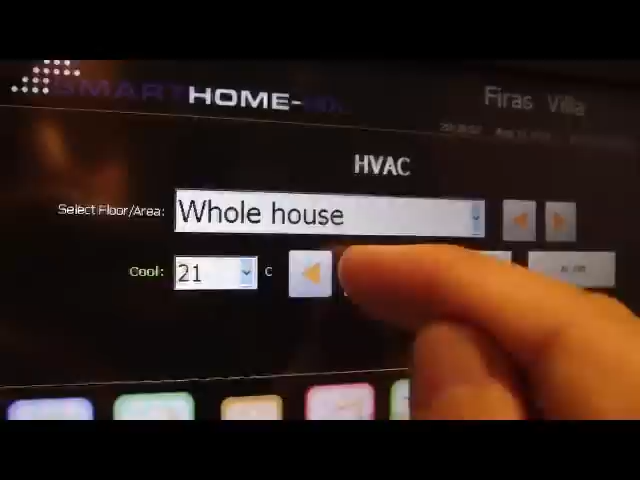 SMARTHOME-
Firas Villa
HVAC
Select Floor/Area: Whole house
Cool: 21 C